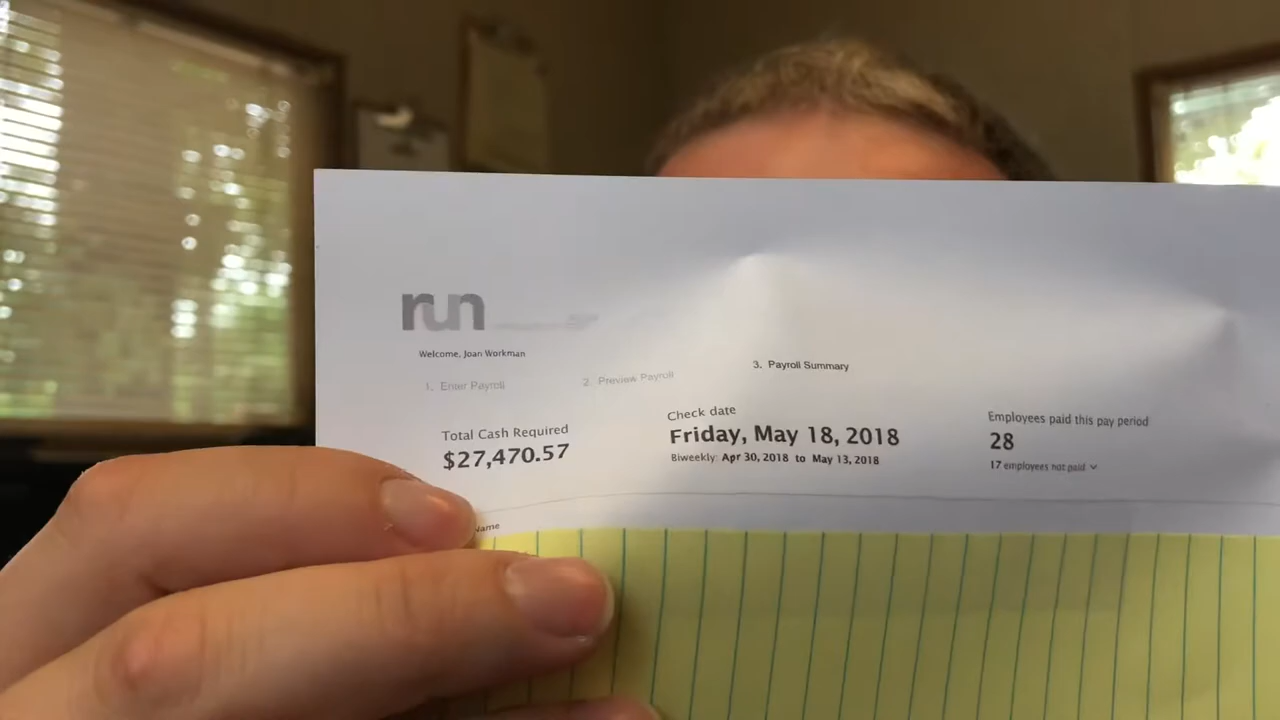 run
Welcome, Joan Workman
1. Enter Payroll
2. Preview Payroll
3. Payroll Summary
Total Cash Required
$27,470.57
Check date
Friday, May 18, 2018
Biweekly: Apr 30, 2018 to May 13, 2018
Employees paid this pay period
28
17 employees not paid
Name